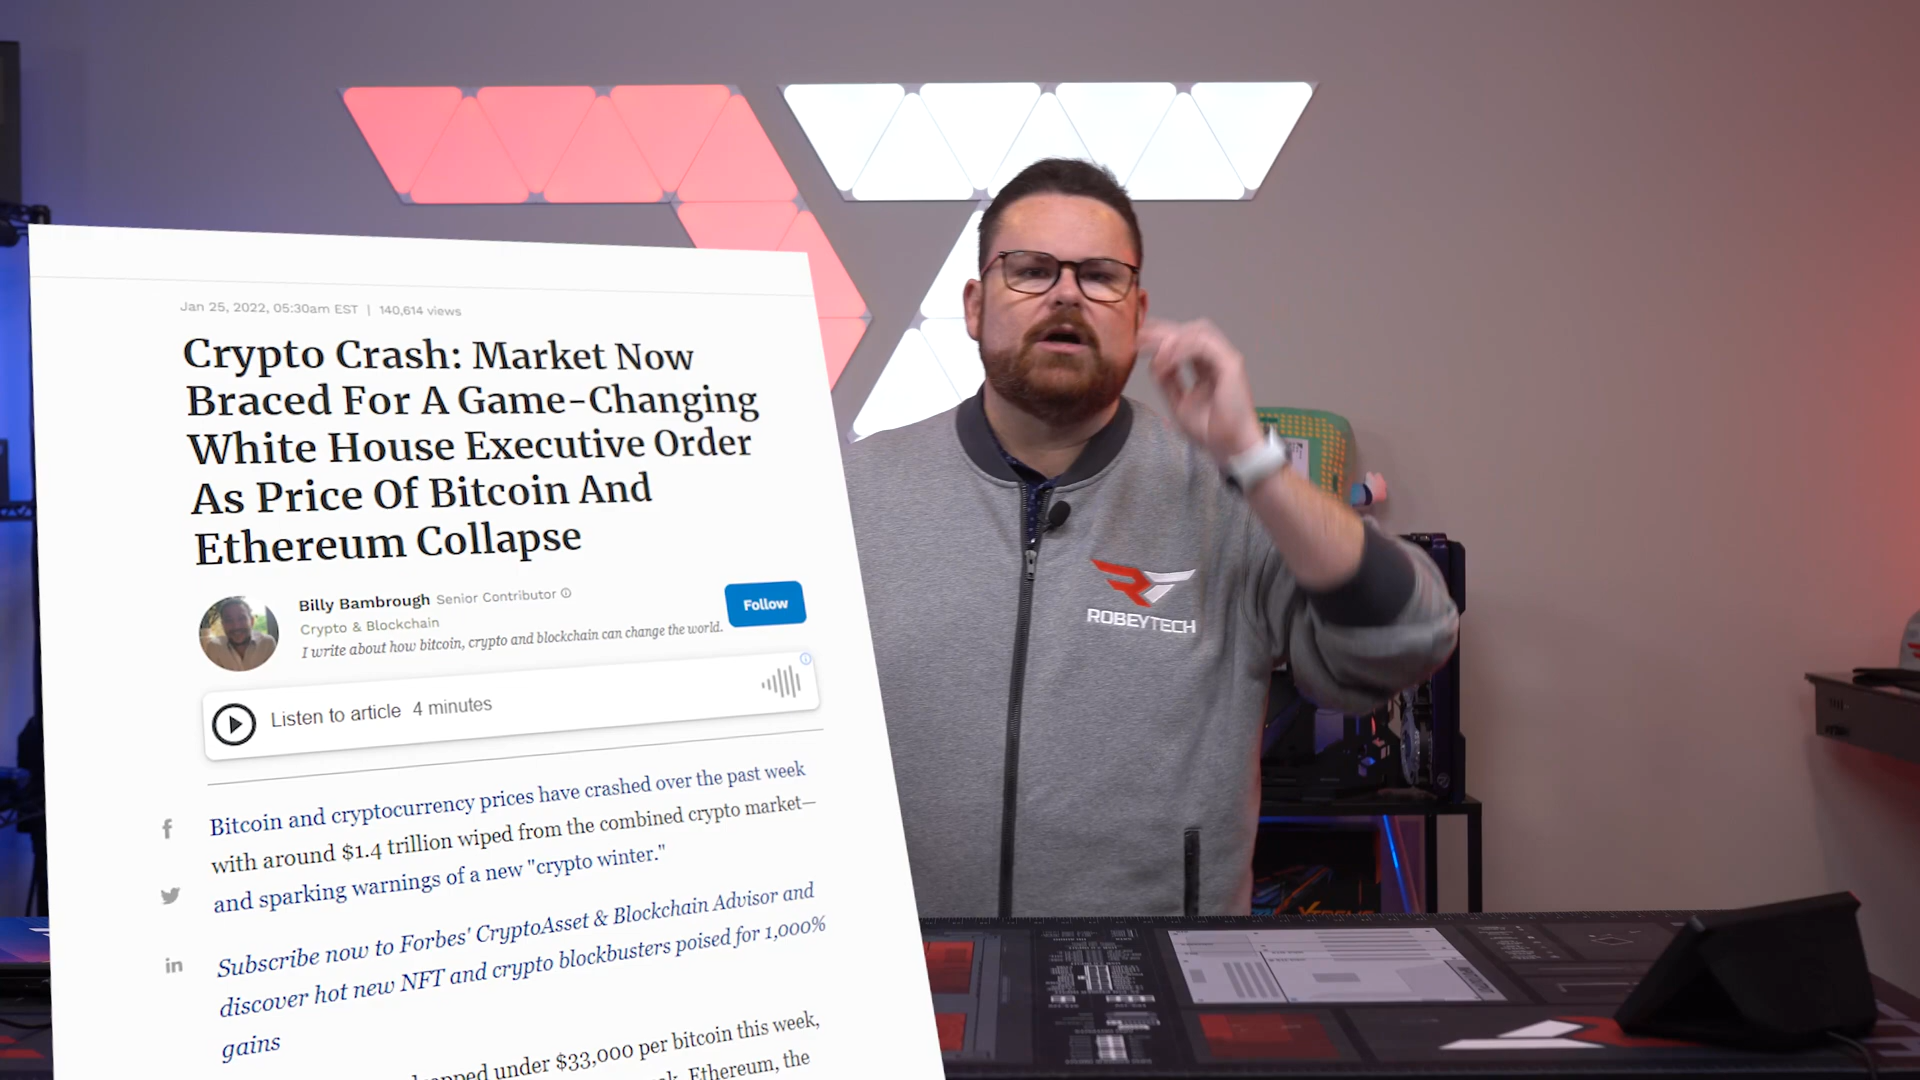 Jan 25, 2022, 05:30am EST | 140,614 views
Crypto Crash: Market Now
Braced For A Game-Changing
White House Executive Order
As Price Of Bitcoin And
Ethereum Collapse
Billy Bambrough Senior Contributor
Crypto & Blockchain
I write about how bitcoin, crypto and blockchain can change the world.
Follow
Listen to article 4 minutes
Bitcoin and cryptocurrency prices have crashed over the past week
with around $1.4 trillion wiped from the combined crypto market—
and sparking warnings of a new "crypto winter."
Subscribe now to Forbes' CryptoAsset & Blockchain Advisor and
discover hot new NFT and crypto blockbusters poised for 1,000%
gains
under $33,000 per bitcoin this week,
Ethereum, the
RT
ROBEYTECH